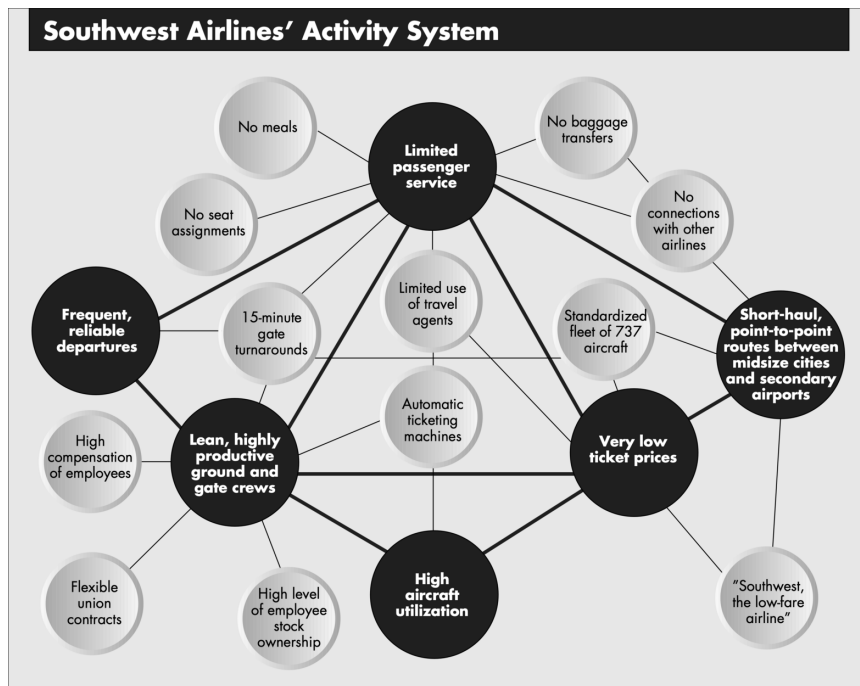 Southwest Airlines’ Activity System
No meals
Limited
passenger
service
No baggage
transfers
No seat
assignments
No
connections
with other
airlines
Frequent,
reliable
departures
15-minute
gate
turnarounds
Limited use
of travel
agents
Standardized
fleet of 737
aircraft
Short-haul,
point-to-point
routes between
midsize cities
and secondary
airports
High
compensation
of employees
Lean, highly
productive
ground and
gate crews
Automatic
ticketing
machines
Very low
ticket prices
Flexible
union
contracts
High level
of employee
stock
ownership
High
aircraft
utilization
“Southwest,
the low-fare
airline”